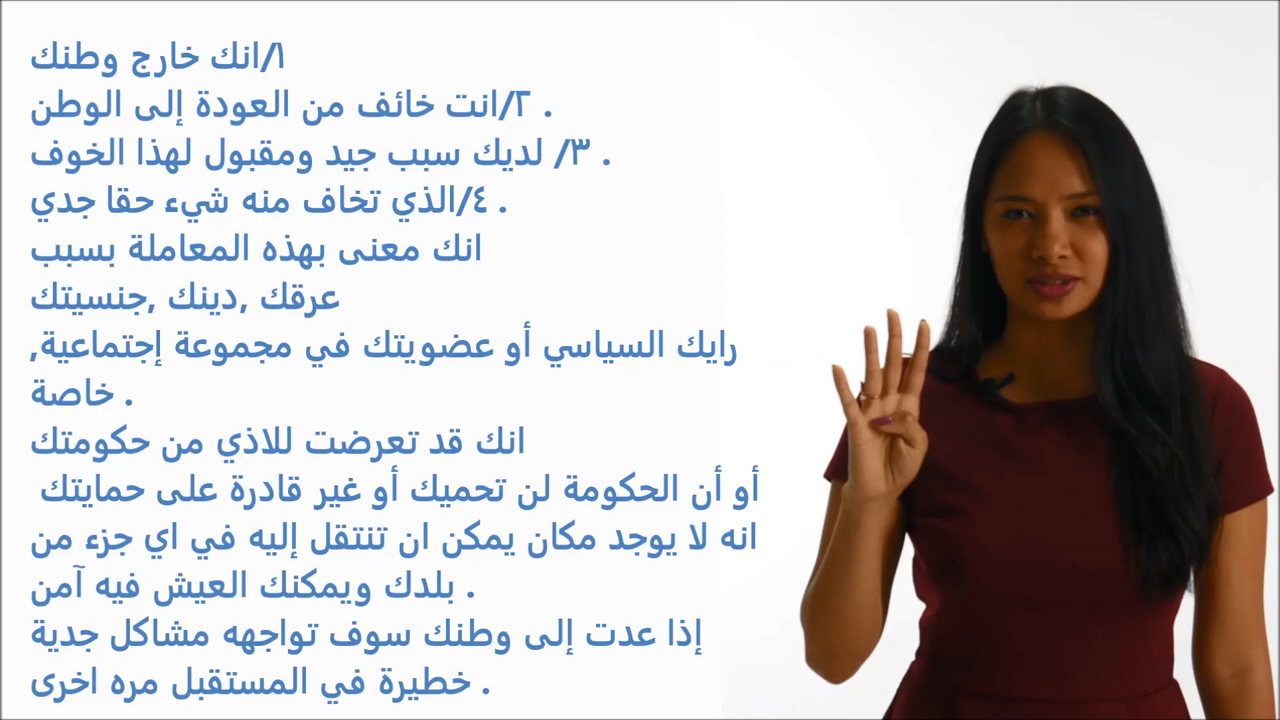 ١/انك خارج وطنك
٢/انت خائف من العودة إلى الوطن .
٣/ لديك سبب جيد ومقبول لهذا الخوف .
٤/الذي تخاف منه شيء حقا جدي .
انك معنى بهذه المعاملة بسبب
عرقك ,دينك ,جنسيتك
رايك السياسي أو عضويتك في مجموعة إجتماعية,
خاصة .
انك قد تعرضت للاذي من حكومتك
أو أن الحكومة لن تحميك أو غير قادرة على حمايتك
انه لا يوجد مكان يمكن ان تنتقل إليه في اي جزء من
بلدك ويمكنك العيش فيه آمن .
إذا عدت إلى وطنك سوف تواجهه مشاكل جدية
خطيرة في المستقبل مره اخرى .